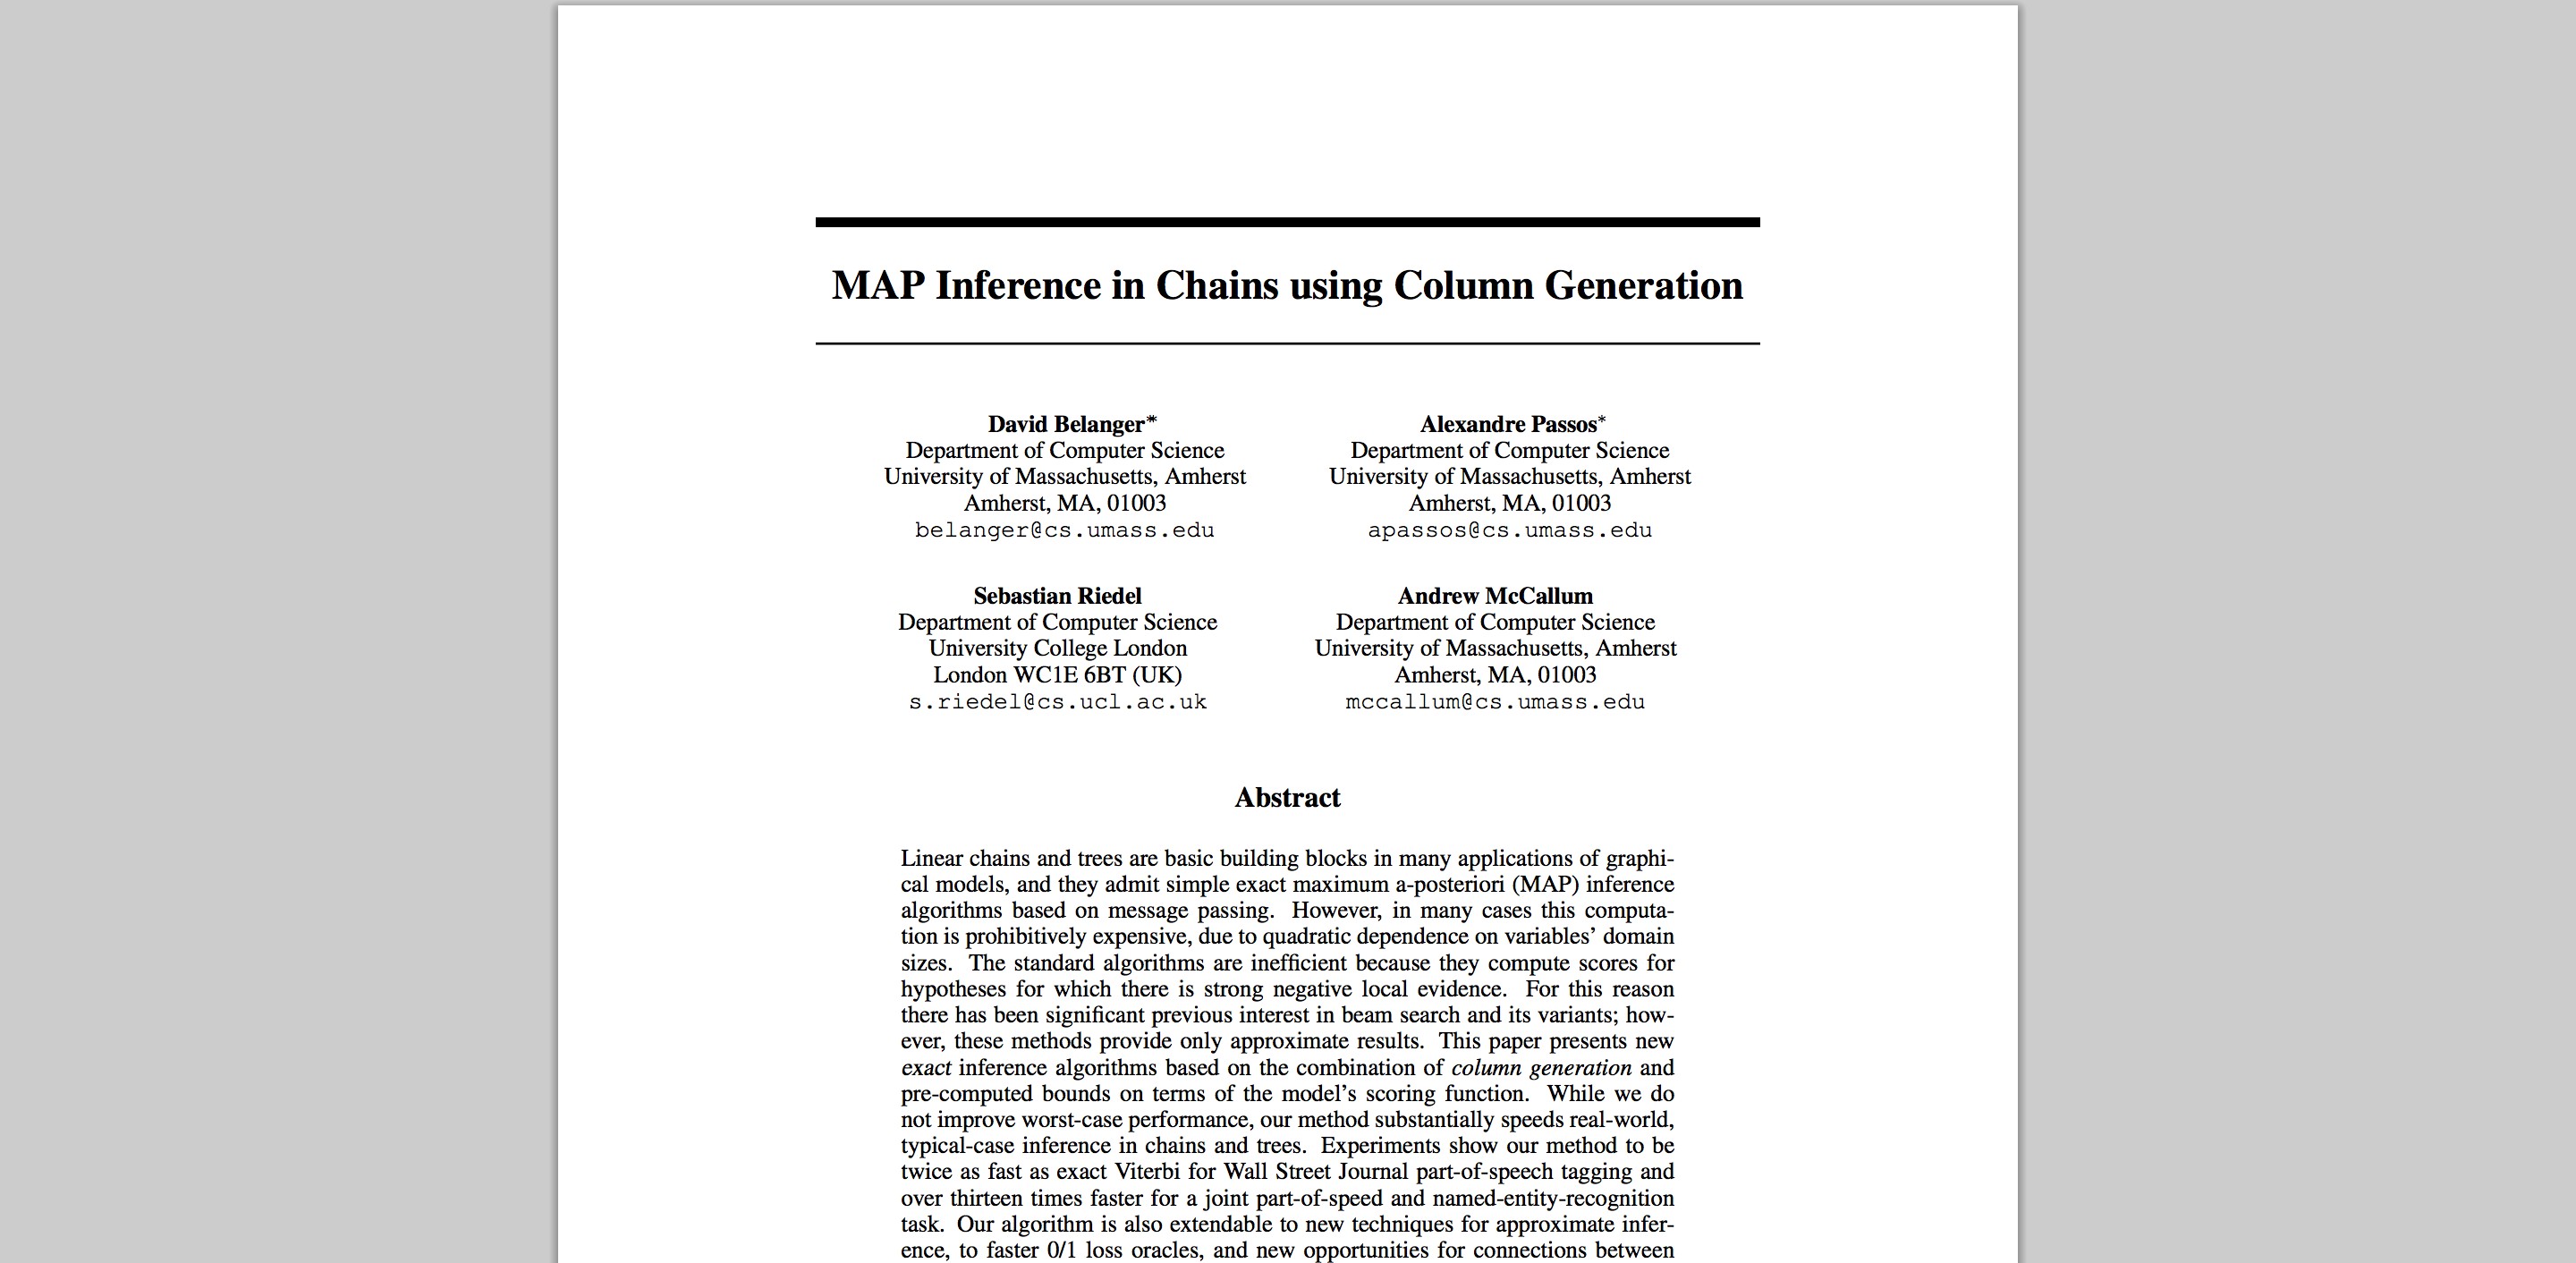 MAP Inference in Chains using Column Generation
David Belanger*
Department of Computer Science
University of Massachusetts, Amherst
Amherst, MA, 01003
belanger@cs.umass.edu
Alexandre Passos*
Department of Computer Science
University of Massachusetts, Amherst
Amherst, MA, 01003
apassos@cs.umass.edu
Sebastian Riedel
Department of Computer Science
University College London
London WC1E 6BT (UK)
s.riedel@cs.ucl.ac.uk
Andrew McCallum
Department of Computer Science
University of Massachusetts, Amherst
Amherst, MA, 01003
mccallum@cs.umass.edu
Abstract
Linear chains and trees are basic building blocks in many applications of graphi-
cal models, and they admit simple exact maximum a-posteriori (MAP) inference
algorithms based on message passing. However, in many cases this computa-
tion is prohibitively expensive, due to quadratic dependence on variables’ domain
sizes. The standard algorithms are inefficient because they compute scores for
hypotheses for which there is strong negative local evidence. For this reason
there has been significant previous interest in beam search and its variants; how-
ever, these methods provide only approximate results. This paper presents new
exact inference algorithms based on the combination of column generation and
pre-computed bounds on terms of the model’s scoring function. While we do
not improve worst-case performance, our method substantially speeds real-world,
typical-case inference in chains and trees. Experiments show our method to be
twice as fast as exact Viterbi for Wall Street Journal part-of-speech tagging and
over thirteen times faster for a joint part-of-speed and named-entity-recognition
task. Our algorithm is also extendable to new techniques for approximate infer-
ence, to faster 0/1 loss oracles, and new opportunities for connections between